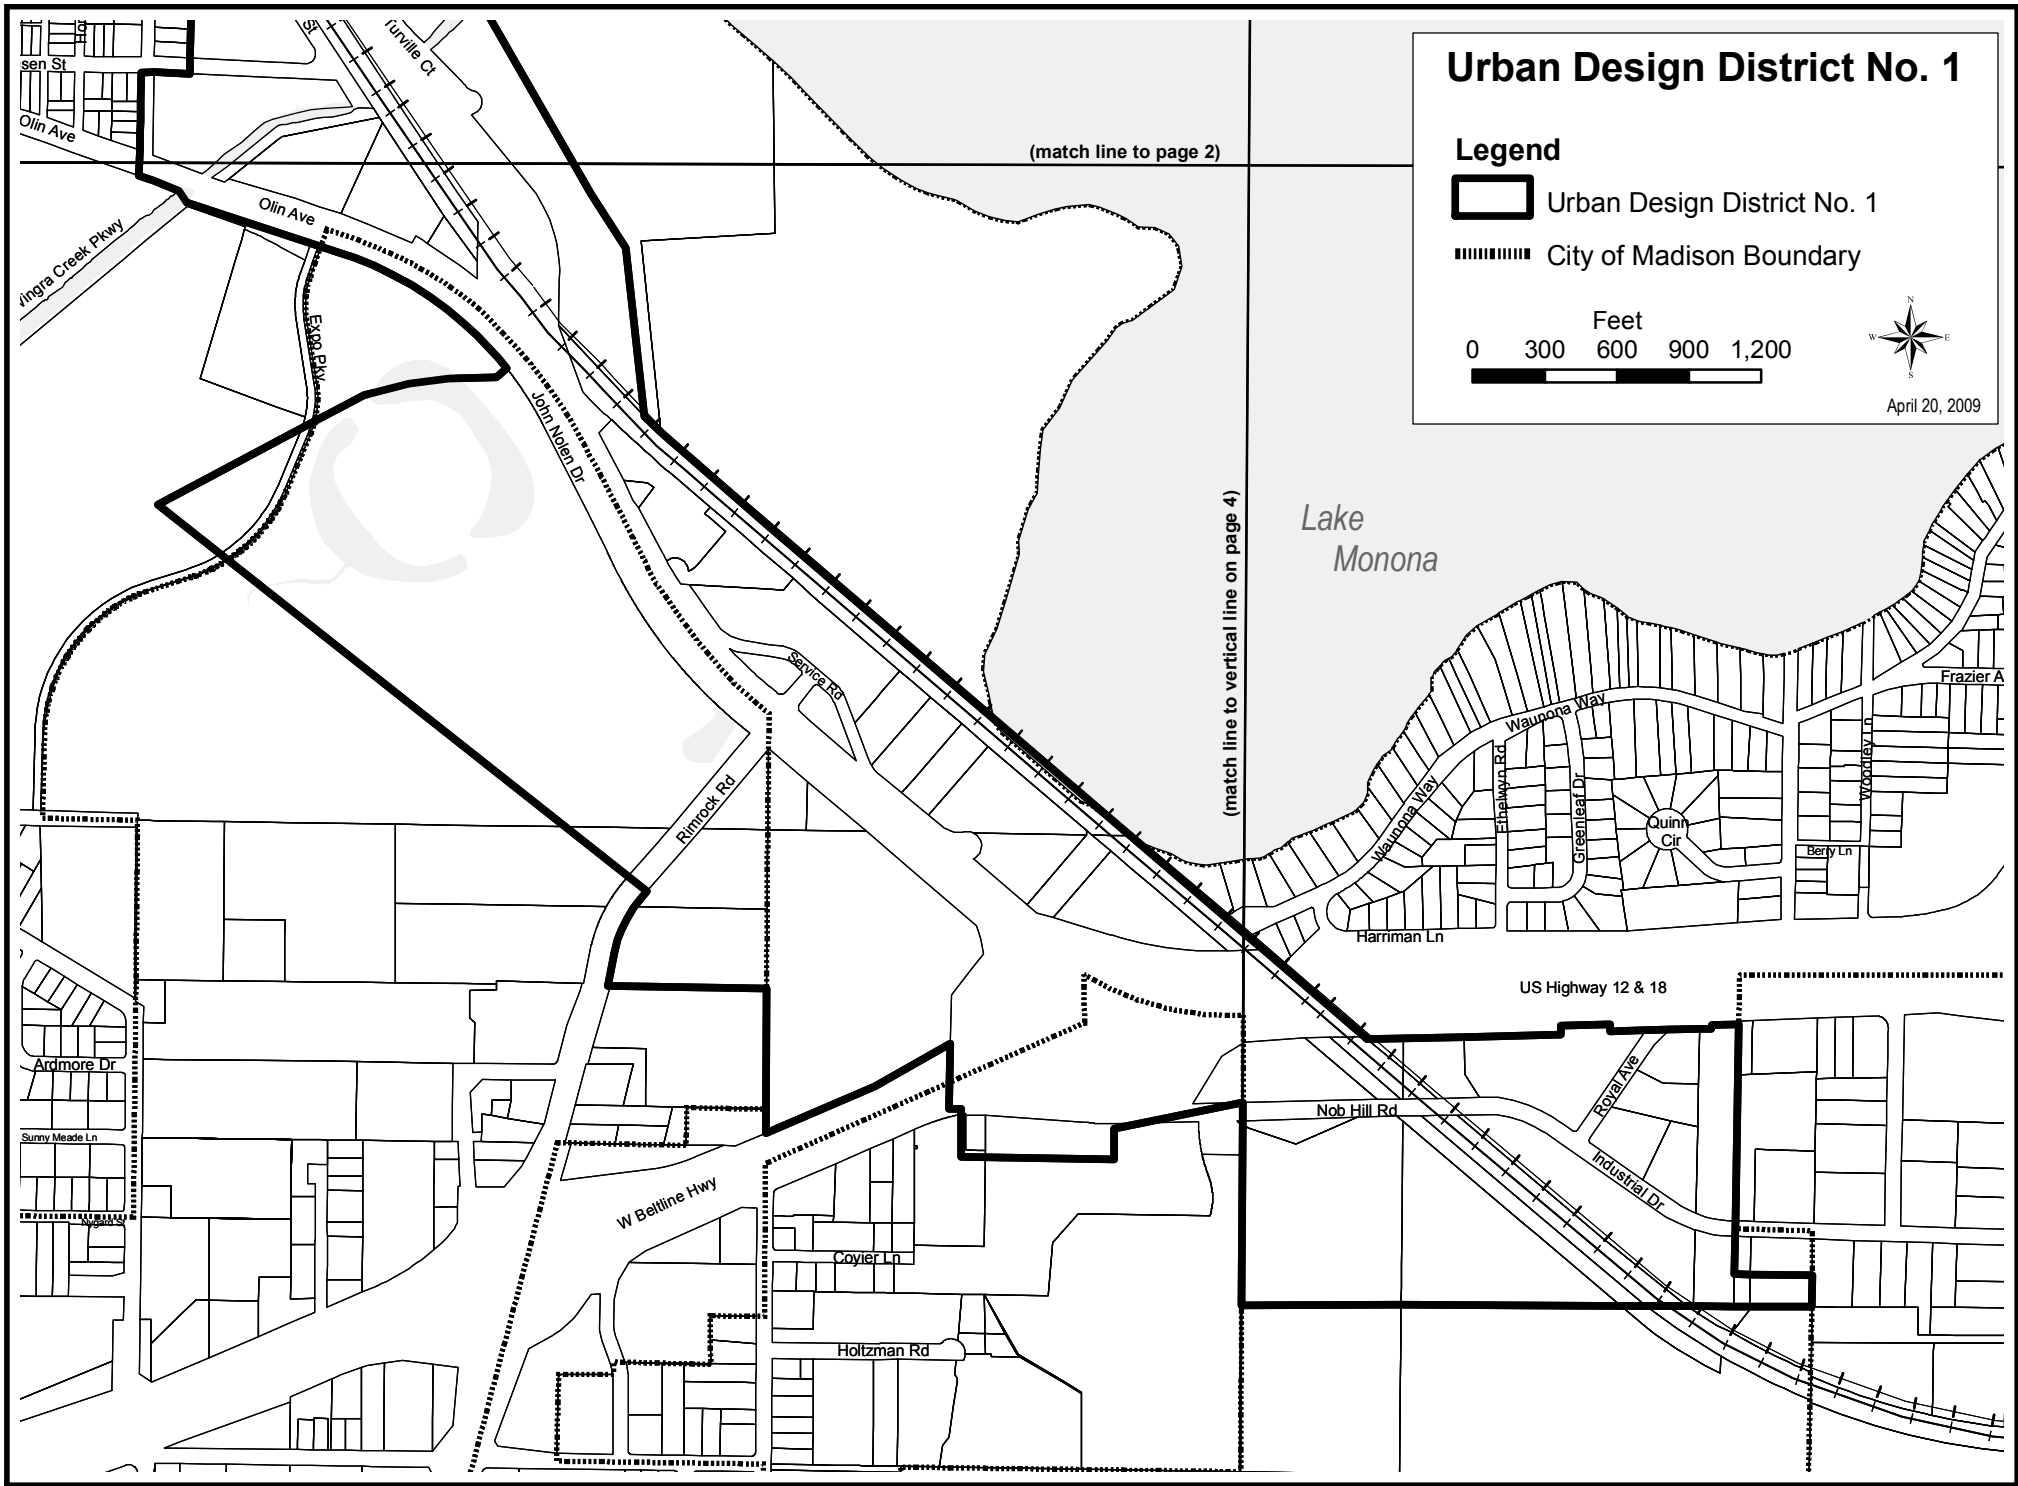 Urban Design District No. 1
Legend
Urban Design District No. 1
City of Madison Boundary
Feet
0 300 600 900 1,200
N
W E
S
April 20, 2009
(match line to page 2)
(match line to vertical line on page 4)
Lake
Monona
St
Turville Ct
sen St
Olin Ave
Olin Ave
Wingra Creek Pkwy
Expo Pky
John Nolen Dr
Service Rd
Rimrock Rd
Waunona Way
Waunona Way
Ethelwyn Rd
Greenleaf Dr
Quinn
Cir
Woodley Ln
Frazier A
Berry Ln
Harriman Ln
US Highway 12 & 18
Royal Ave
Nob Hill Rd
Industrial Dr
Ardmore Dr
Sunny Meade Ln
Nygard St
W Beltline Hwy
Coyier Ln
Holtzman Rd